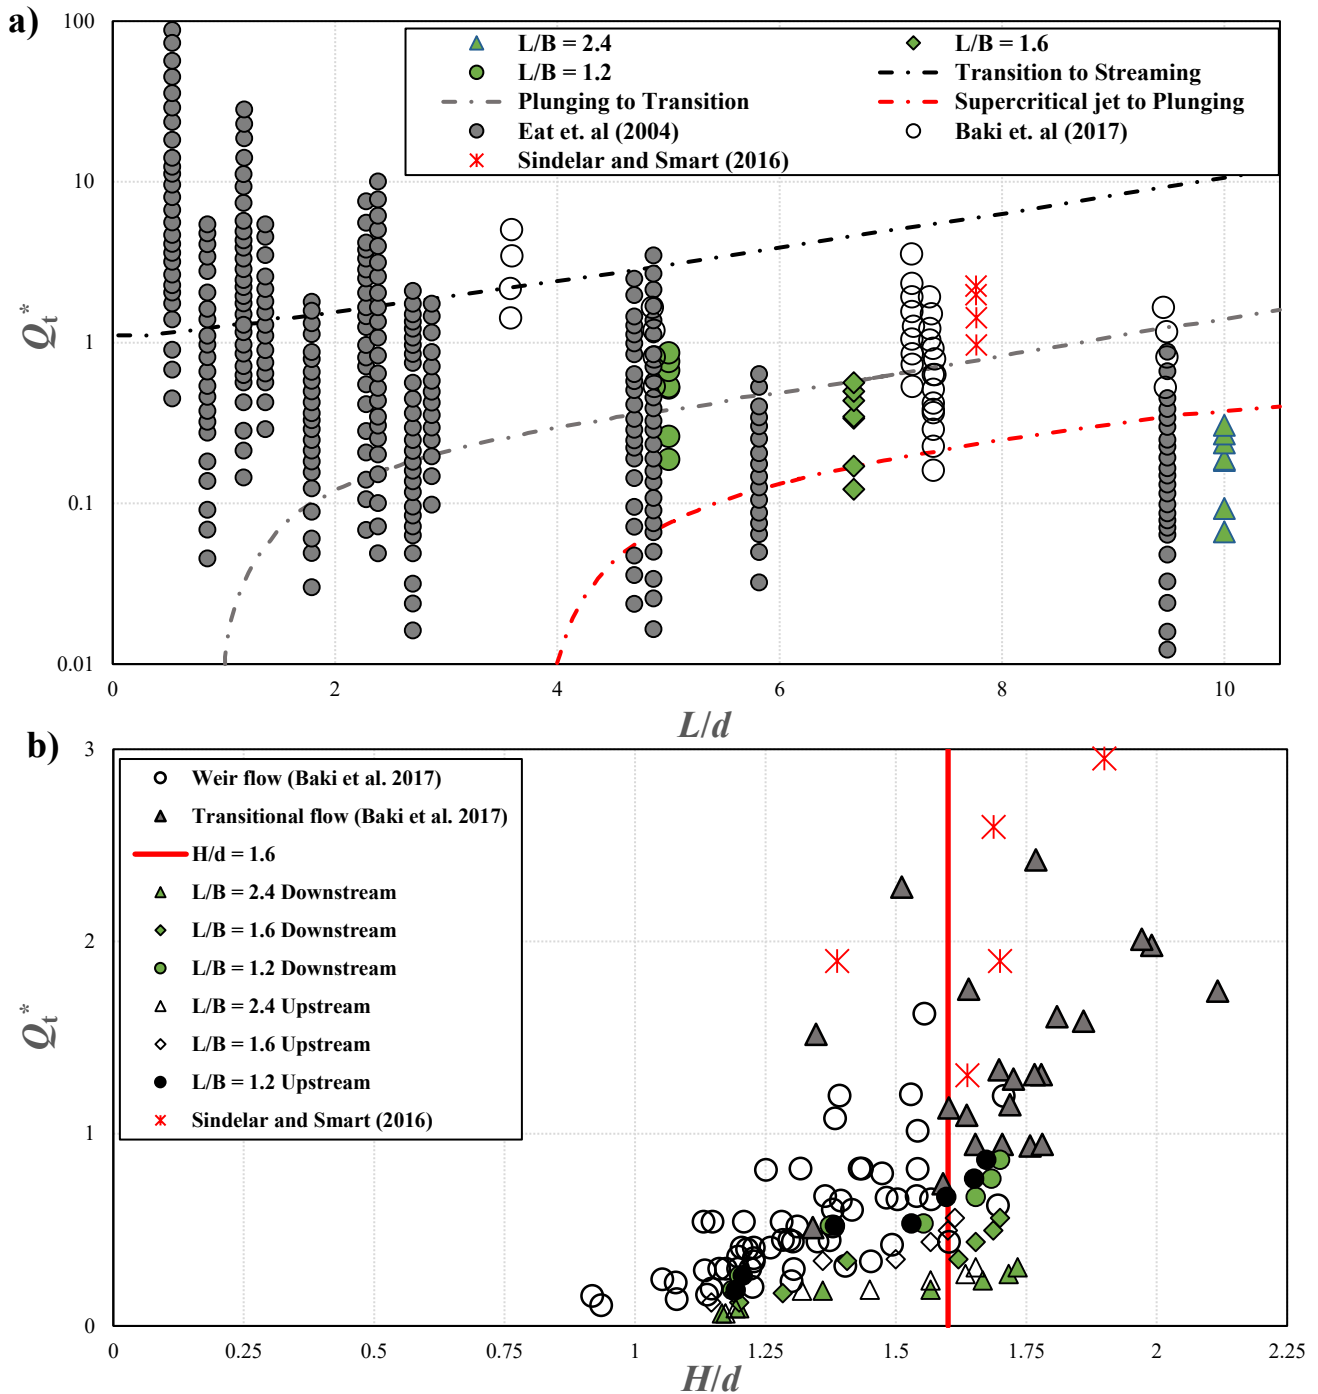 a)
100
10
1
0.1
0.01
Qt*
L/B = 2.4
L/B = 1.6
L/B = 1.2
Transition to Streaming
Plunging to Transition
Supercritical jet to Plunging
Eat et. al (2004)
Baki et. al (2017)
Sindelar and Smart (2016)
0 2 4 6 8 10
L/d
b)
3
2
1
0
Qt*
Weir flow (Baki et al. 2017)
Transitional flow (Baki et al. 2017)
H/d = 1.6
L/B = 2.4 Downstream
L/B = 1.6 Downstream
L/B = 1.2 Downstream
L/B = 2.4 Upstream
L/B = 1.6 Upstream
L/B = 1.2 Upstream
Sindelar and Smart (2016)
0 0.25 0.5 0.75 1 1.25 1.5 1.75 2 2.25
H/d